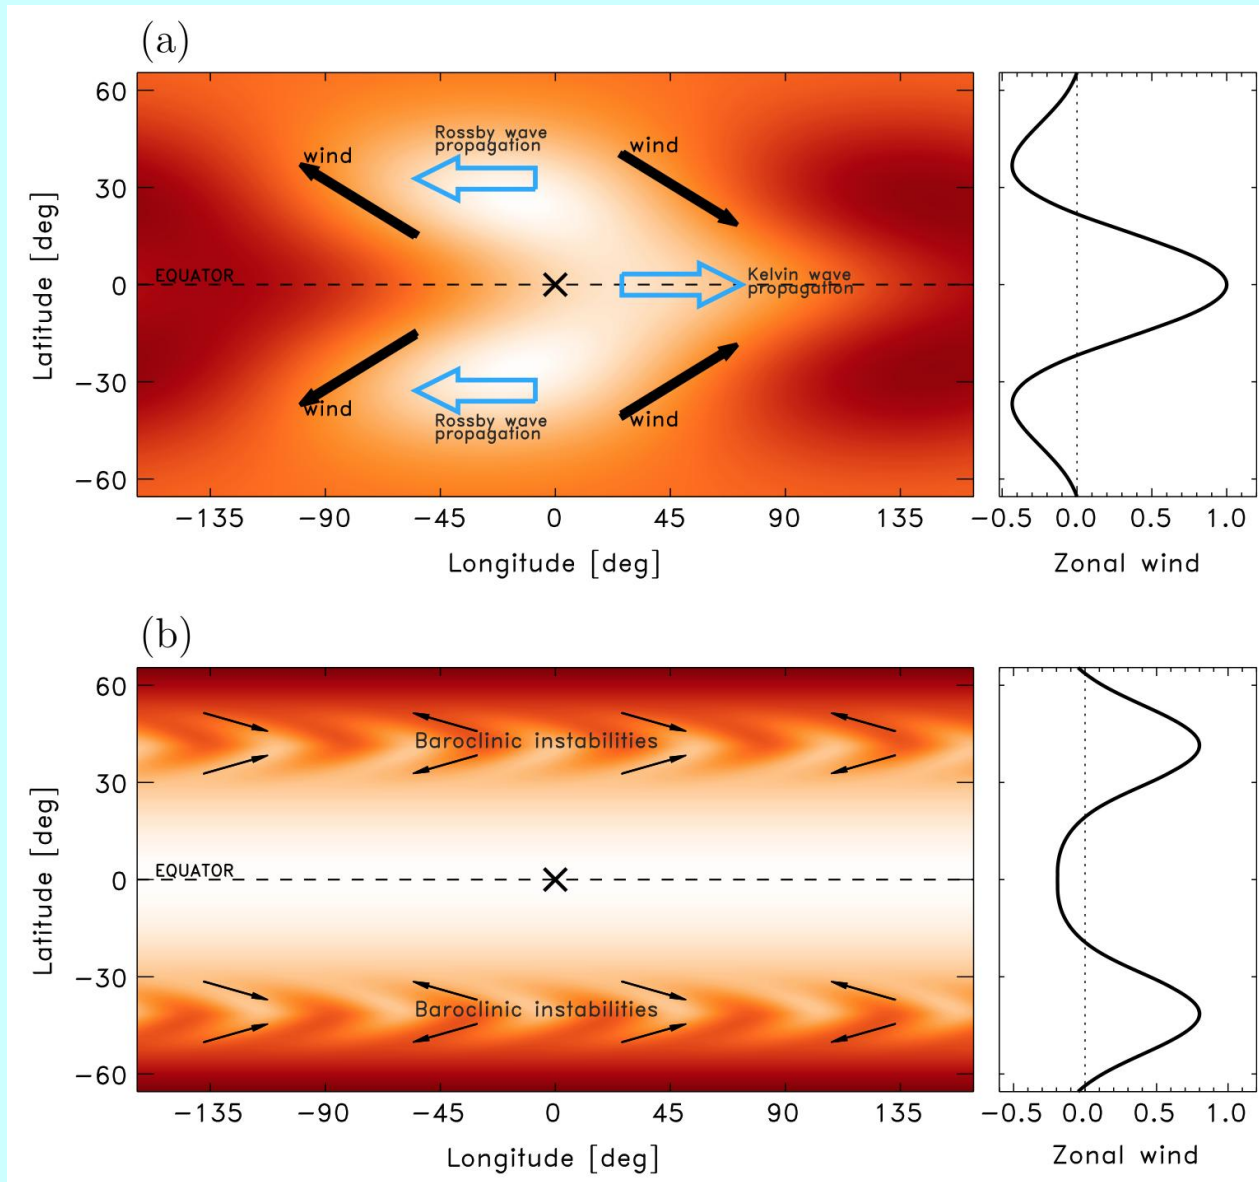 (a)
60
30
0
−30
−60
Latitude [deg]
wind
Rossby wave
propagation
wind
EQUATOR
Kelvin wave
propagation
wind
Rossby wave
propagation
wind
−135 −90 −45 0 45 90 135
Longitude [deg]
−0.5 0.0 0.5 1.0
Zonal wind
(b)
60
30
0
−30
−60
Latitude [deg]
Baroclinic instabilities
EQUATOR
Baroclinic instabilities
−135 −90 −45 0 45 90 135
Longitude [deg]
−0.5 0.0 0.5 1.0
Zonal wind